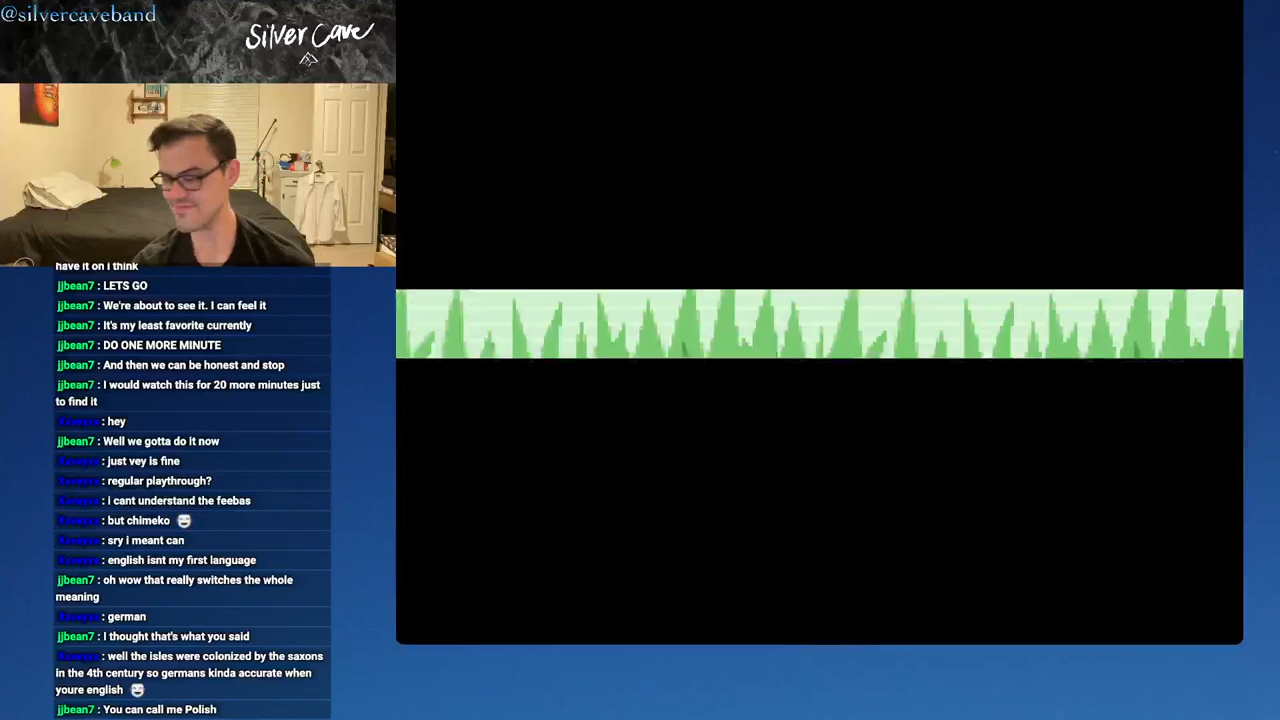 @silvercaveband
Silver Cave
have it on i think
jjbean7 : LETS GO
jjbean7 : We're about to see it. I can feel it
jjbean7 : It's my least favorite currently
jjbean7 : DO ONE MORE MINUTE
jjbean7 : And then we can be honest and stop
jjbean7 : I would watch this for 20 more minutes just
to find it
: hey
jjbean7 : Well we gotta do it now
: just vey is fine
: regular playthrough?
: i cant understand the feebas
: but chimeko
: sry i meant can
: english isnt my first language
jjbean7 : oh wow that really switches the whole
meaning
: german
jjbean7 : I thought that's what you said
: well the isles were colonized by the saxons
in the 4th century so germans kinda accurate when
youre english
jjbean7 : You can call me Polish